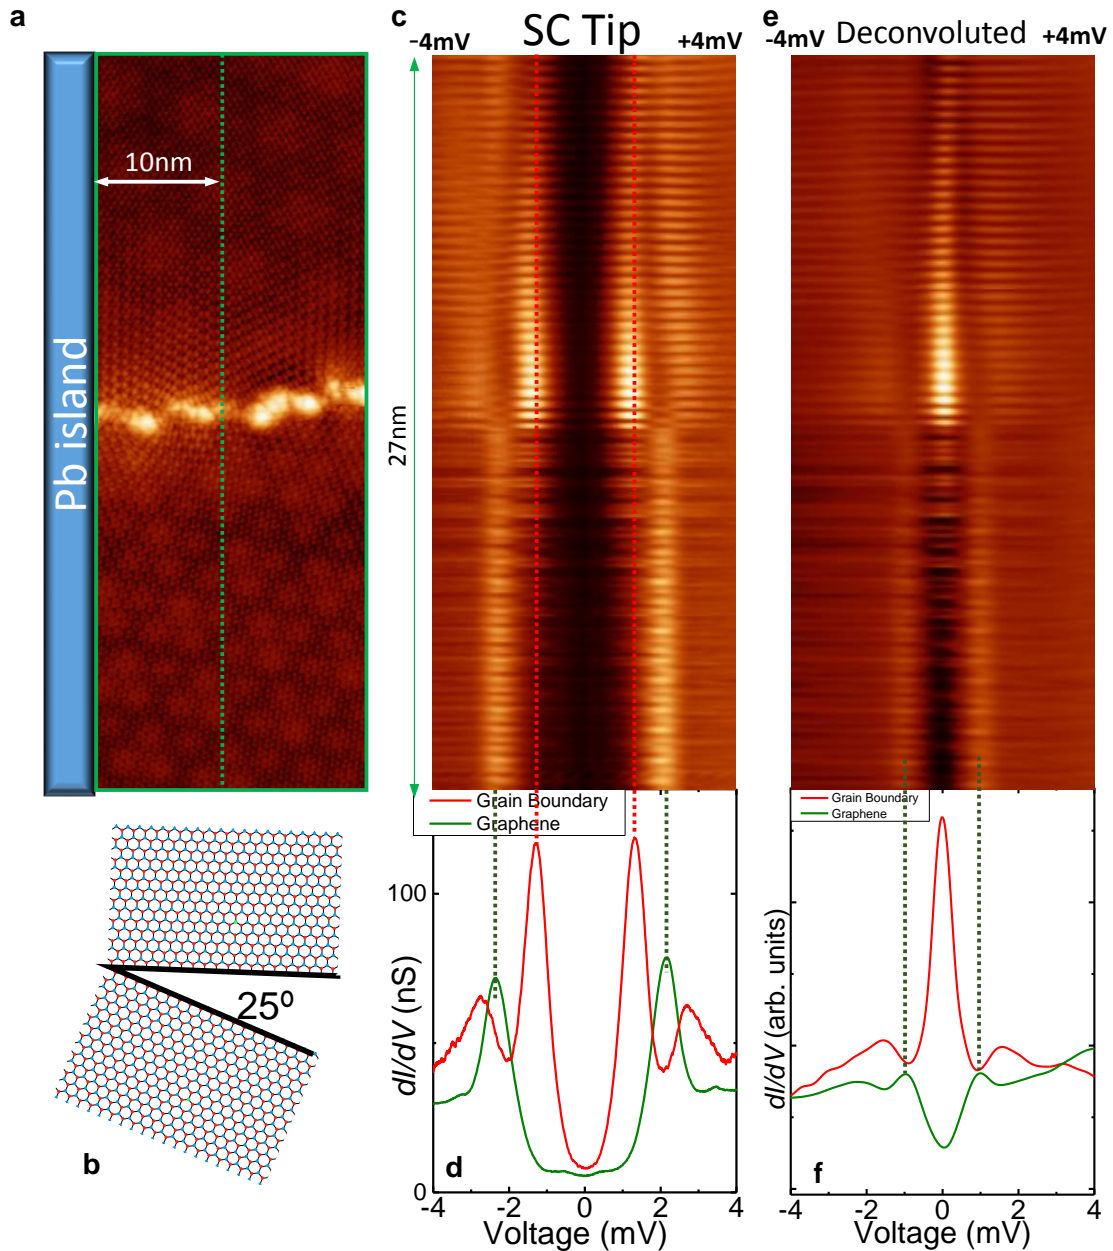 a
Pb island
10nm
25⁰
b
c
SC Tip
−4mV
+4mV
27nm
Grain Boundary
Graphene
100
0
dI/dV (nS)
d
-4
-2
0
2
4
Voltage (mV)
e
-4mV
Deconvoluted
+4mV
Grain Boundary
Graphene
dI/dV (arb. units)
f
-4
-2
0
2
4
Voltage (mV)